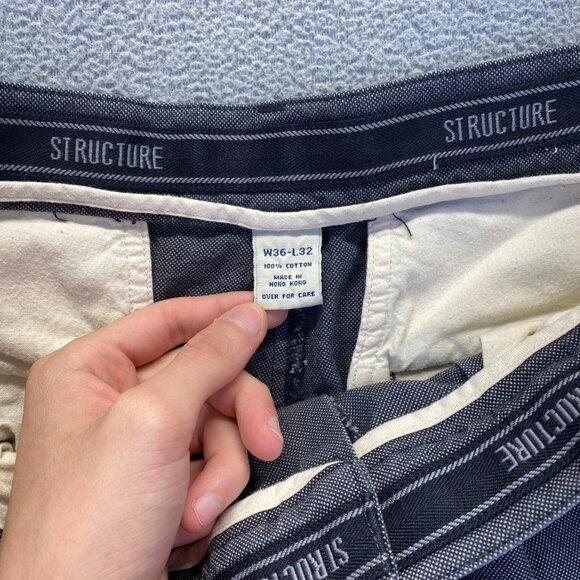 STRUCTURE
STRUCTURE
W36-L32
100% COTTON
MADE IN
HONG KONG
OVER FOR CARE
STRUCTURE
STRUCTURE